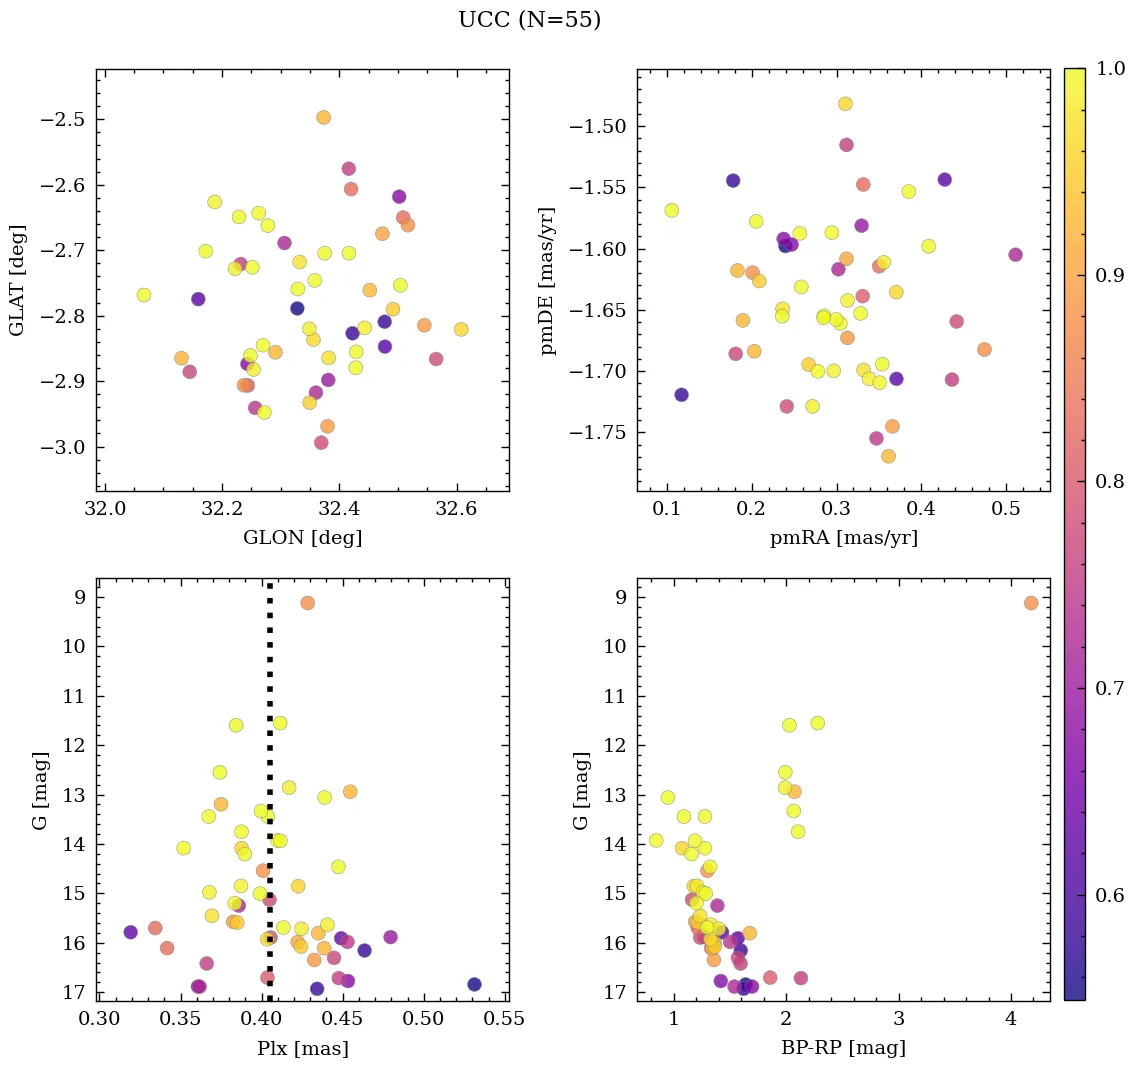 UCC (N=55)
−2.5
−2.6
−2.7
−2.8
−2.9
−3.0
GLAT [deg]
32.0 32.2 32.4 32.6
GLON [deg]
−1.50
−1.55
−1.60
−1.65
−1.70
−1.75
pmDE [mas/yr]
0.1 0.2 0.3 0.4 0.5
pmRA [mas/yr]
9
10
11
12
13
14
15
16
17
G [mag]
0.30 0.35 0.40 0.45 0.50 0.55
Plx [mas]
9
10
11
12
13
14
15
16
17
G [mag]
1 2 3 4
BP-RP [mag]
1.0
0.9
0.8
0.7
0.6